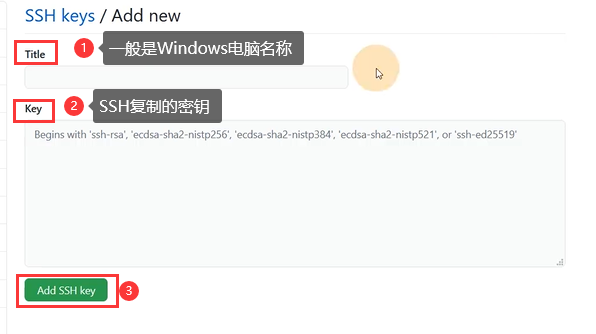 SSH keys / Add new
Title
1
一般是Windows电脑名称
Key
2
SSH复制的密钥
Begins with 'ssh-rsa', 'ecdsa-sha2-nistp256', 'ecdsa-sha2-nistp384', 'ecdsa-sha2-nistp521', or 'ssh-ed25519'
Add SSH key
3